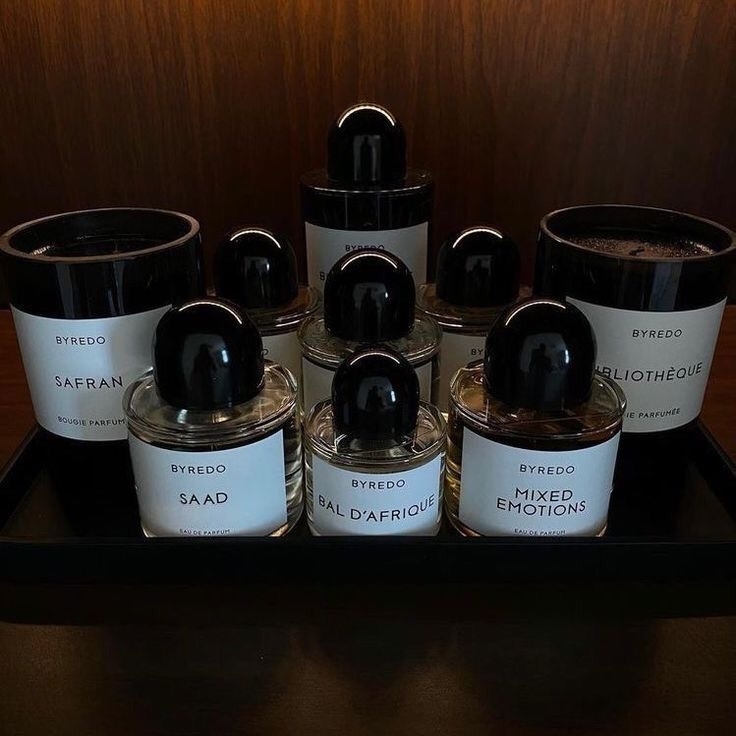 BYREDO
BYREDO
SAFRAN
BOUGIE PARFUM
BYREDO
BLIOTHÈQUE
IE PARFUMÉE
BYREDO
SAAD
EAU DE PARFUM
BYREDO
BAL D'AFRIQUE
BYREDO
MIXED
EMOTIONS
EAU DE PARFUM